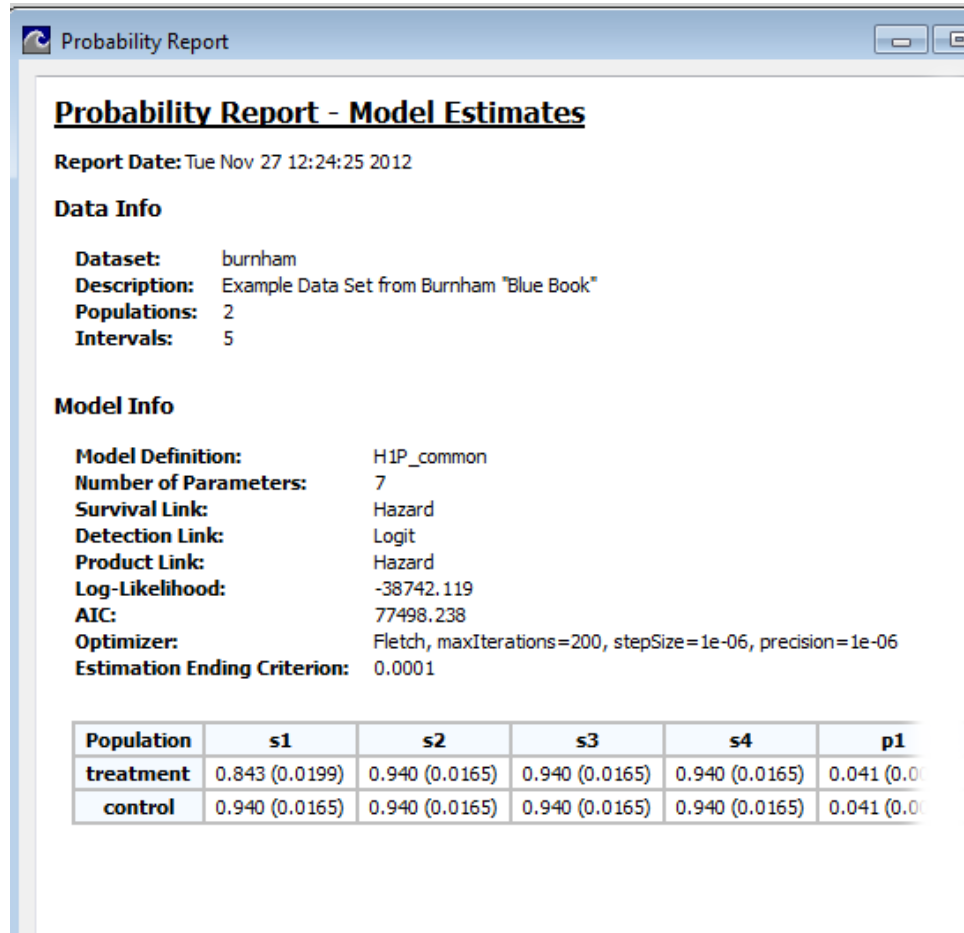 Probability Report
Probability Report - Model Estimates
Report Date: Tue Nov 27 12:24:25 2012
Data Info
Dataset: burnham
Description: Example Data Set from Burnham "Blue Book"
Populations: 2
Intervals: 5
Model Info
Model Definition: H1P_common
Number of Parameters: 7
Survival Link: Hazard
Detection Link: Logit
Product Link: Hazard
Log-Likelihood: -38742.119
AIC: 77498.238
Optimizer: Fletch, maxIterations=200, stepSize=1e-06, precision=1e-06
Estimation Ending Criterion: 0.0001
Population s1 s2 s3 s4 p1
treatment 0.843 (0.0199) 0.940 (0.0165) 0.940 (0.0165) 0.940 (0.0165) 0.041
control 0.940 (0.0165) 0.940 (0.0165) 0.940 (0.0165) 0.940 (0.0165) 0.041